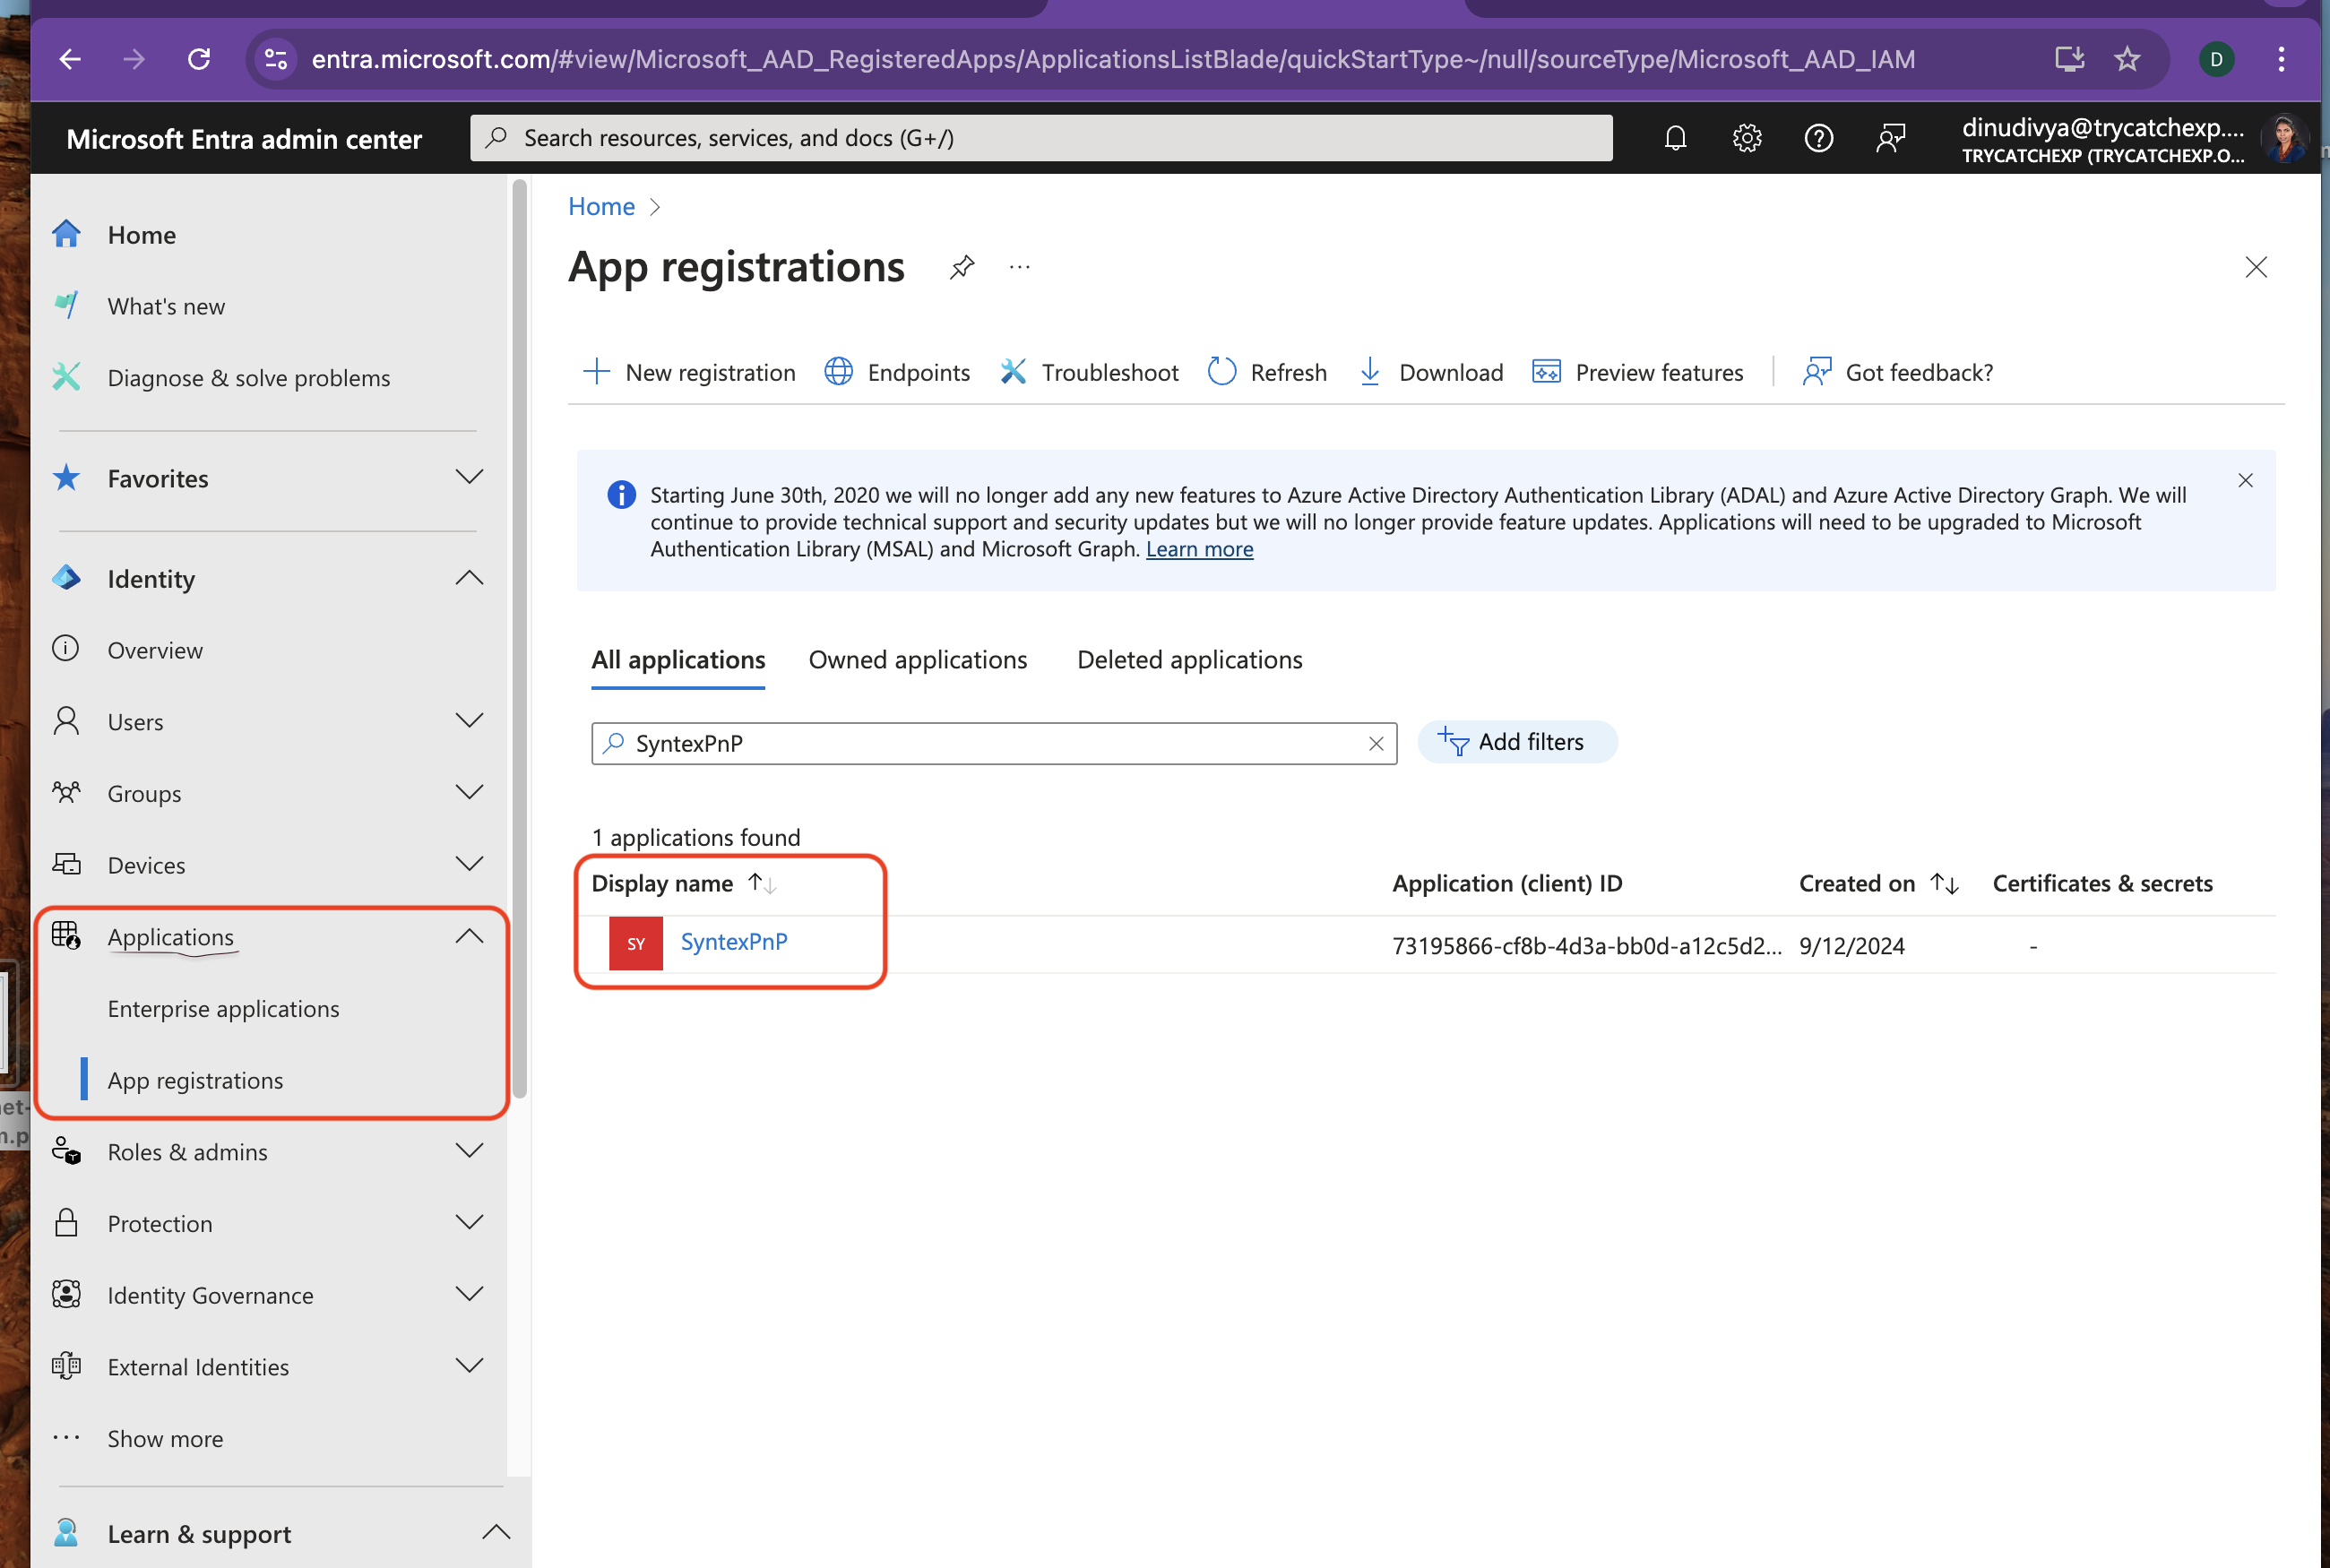 entra.microsoft.com/#view/Microsoft_AAD_RegisteredApps/ApplicationsListBlade/quickStartType~/null/sourceType/Microsoft_AAD_IAM
D
Microsoft Entra admin center
Search resources, services, and docs (G+/)
dinudivya@trycatchexp....
TRYCATCHEXP (TRYCATCHEXP.O...
Home
What's new
Diagnose & solve problems
Favorites
Identity
Overview
Users
Groups
Devices
Applications
Enterprise applications
App registrations
Roles & admins
Protection
Identity Governance
External Identities
Show more
Learn & support
Home
App registrations
New registration
Endpoints
Troubleshoot
Refresh
Download
Preview features
Got feedback?
Starting June 30th, 2020 we will no longer add any new features to Azure Active Directory Authentication Library (ADAL) and Azure Active Directory Graph. We will
continue to provide technical support and security updates but we will no longer provide feature updates. Applications will need to be upgraded to Microsoft
Authentication Library (MSAL) and Microsoft Graph. Learn more
All applications
Owned applications
Deleted applications
SyntexPnP
Add filters
1 applications found
Display name
Application (client) ID
Created on
Certificates & secrets
SY
SyntexPnP
73195866-cf8b-4d3a-bb0d-a12c5d2...
9/12/2024
-